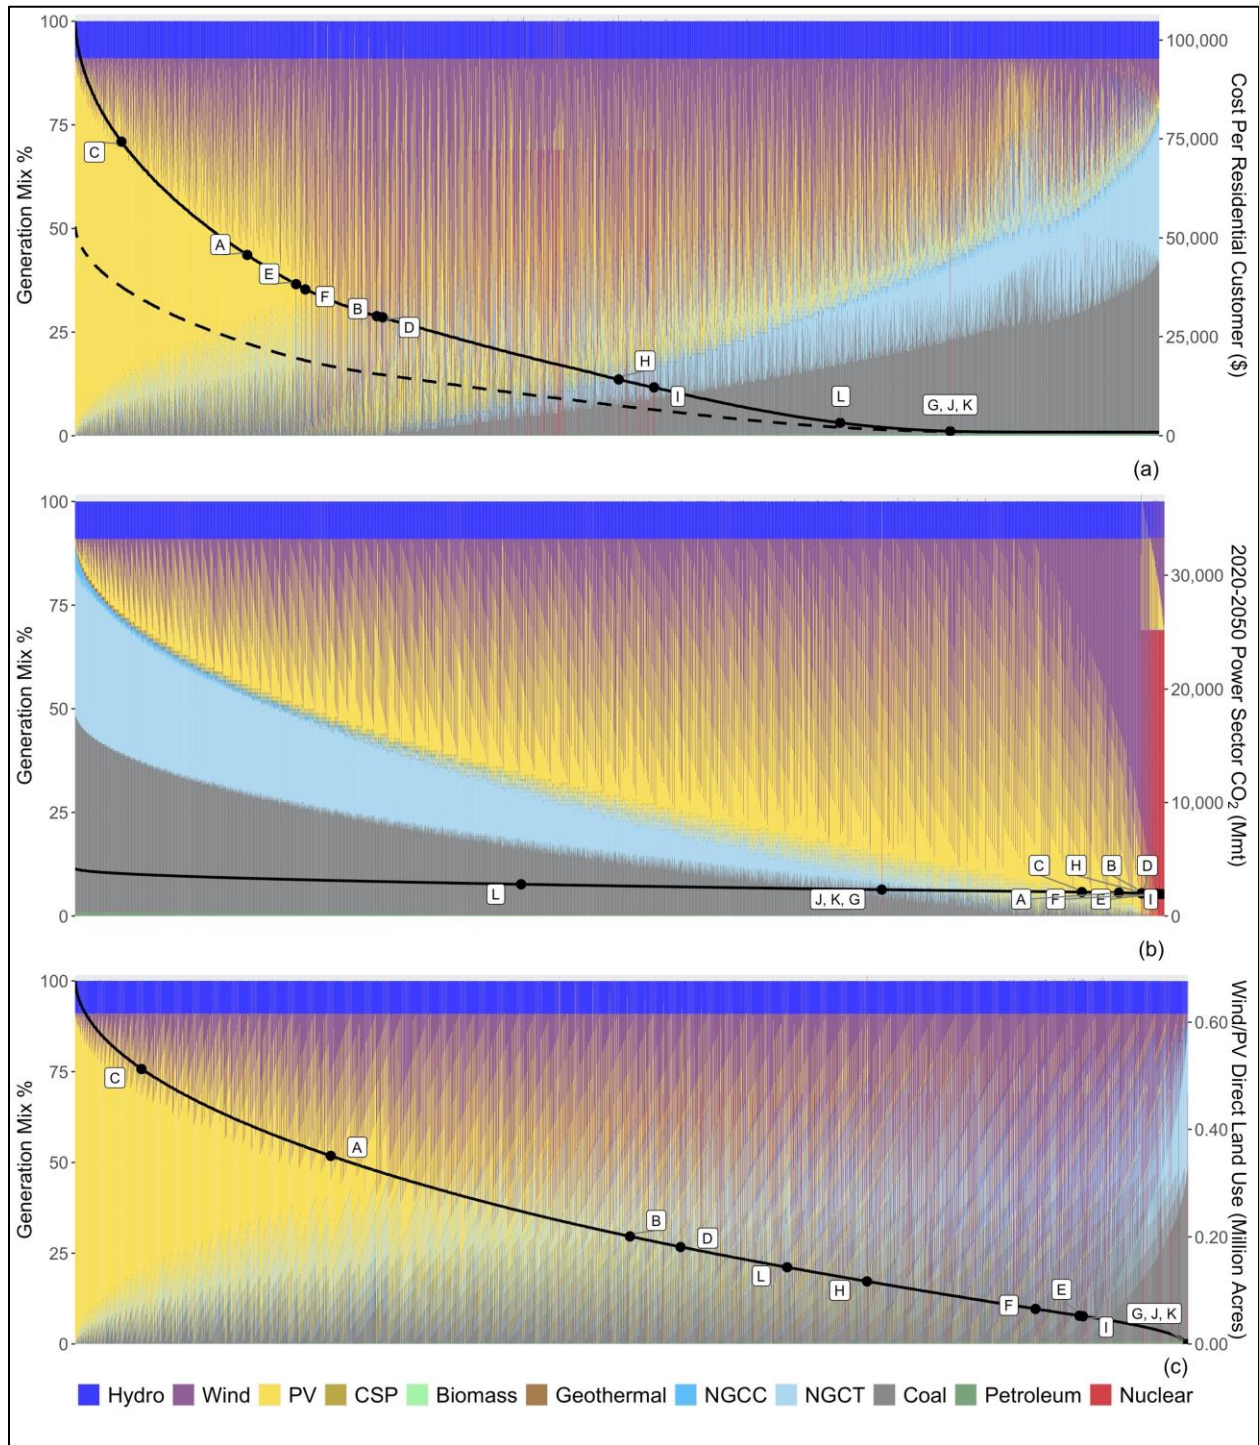 100
75
50
25
0
Generation Mix %
C
A
E
F
B
D
H
I
L
G, J, K
100,000
75,000
50,000
25,000
0
Cost Per Residential Customer ($)
(a)
100
75
50
25
0
Generation Mix %
L
J, K, G
C
H
B
D
A
F
E
I
30,000
20,000
10,000
0
2020-2050 Power Sector CO₂ (Mmt)
(b)
100
75
50
25
0
Generation Mix %
C
A
B
D
L
H
F
E
I
G, J, K
0.60
0.40
0.20
0.00
Wind/PV Direct Land Use (Million Acres)
(c)
Hydro Wind PV CSP Biomass Geothermal NGCC NGCT Coal Petroleum Nuclear